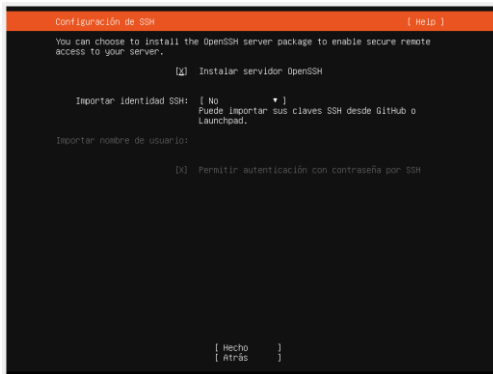 Configuración de SSH [ Help ]
You can choose to install the OpenSSH server package to enable secure remote
access to your server.
[X] Instalar servidor OpenSSH
Importar identidad SSH: [ No ▾ ]
Puede importar sus claves SSH desde GitHub o
Launchpad.
Importar nombre de usuario:
[X] Permitir autenticación con contraseña por SSH
[ Hecho ]
[ Atrás ]